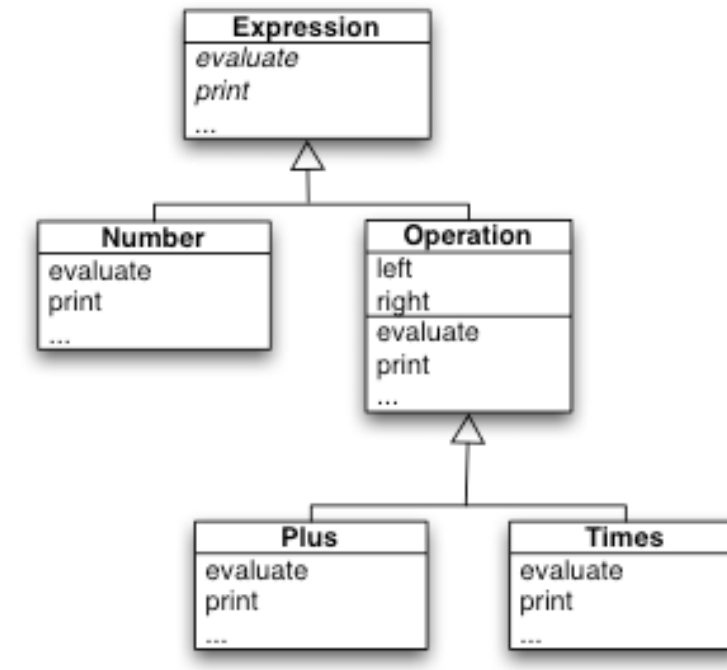 Expression
evaluate
print
...
Number
evaluate
print
...
Operation
left
right
evaluate
print
...
Plus
evaluate
print
...
Times
evaluate
print
...